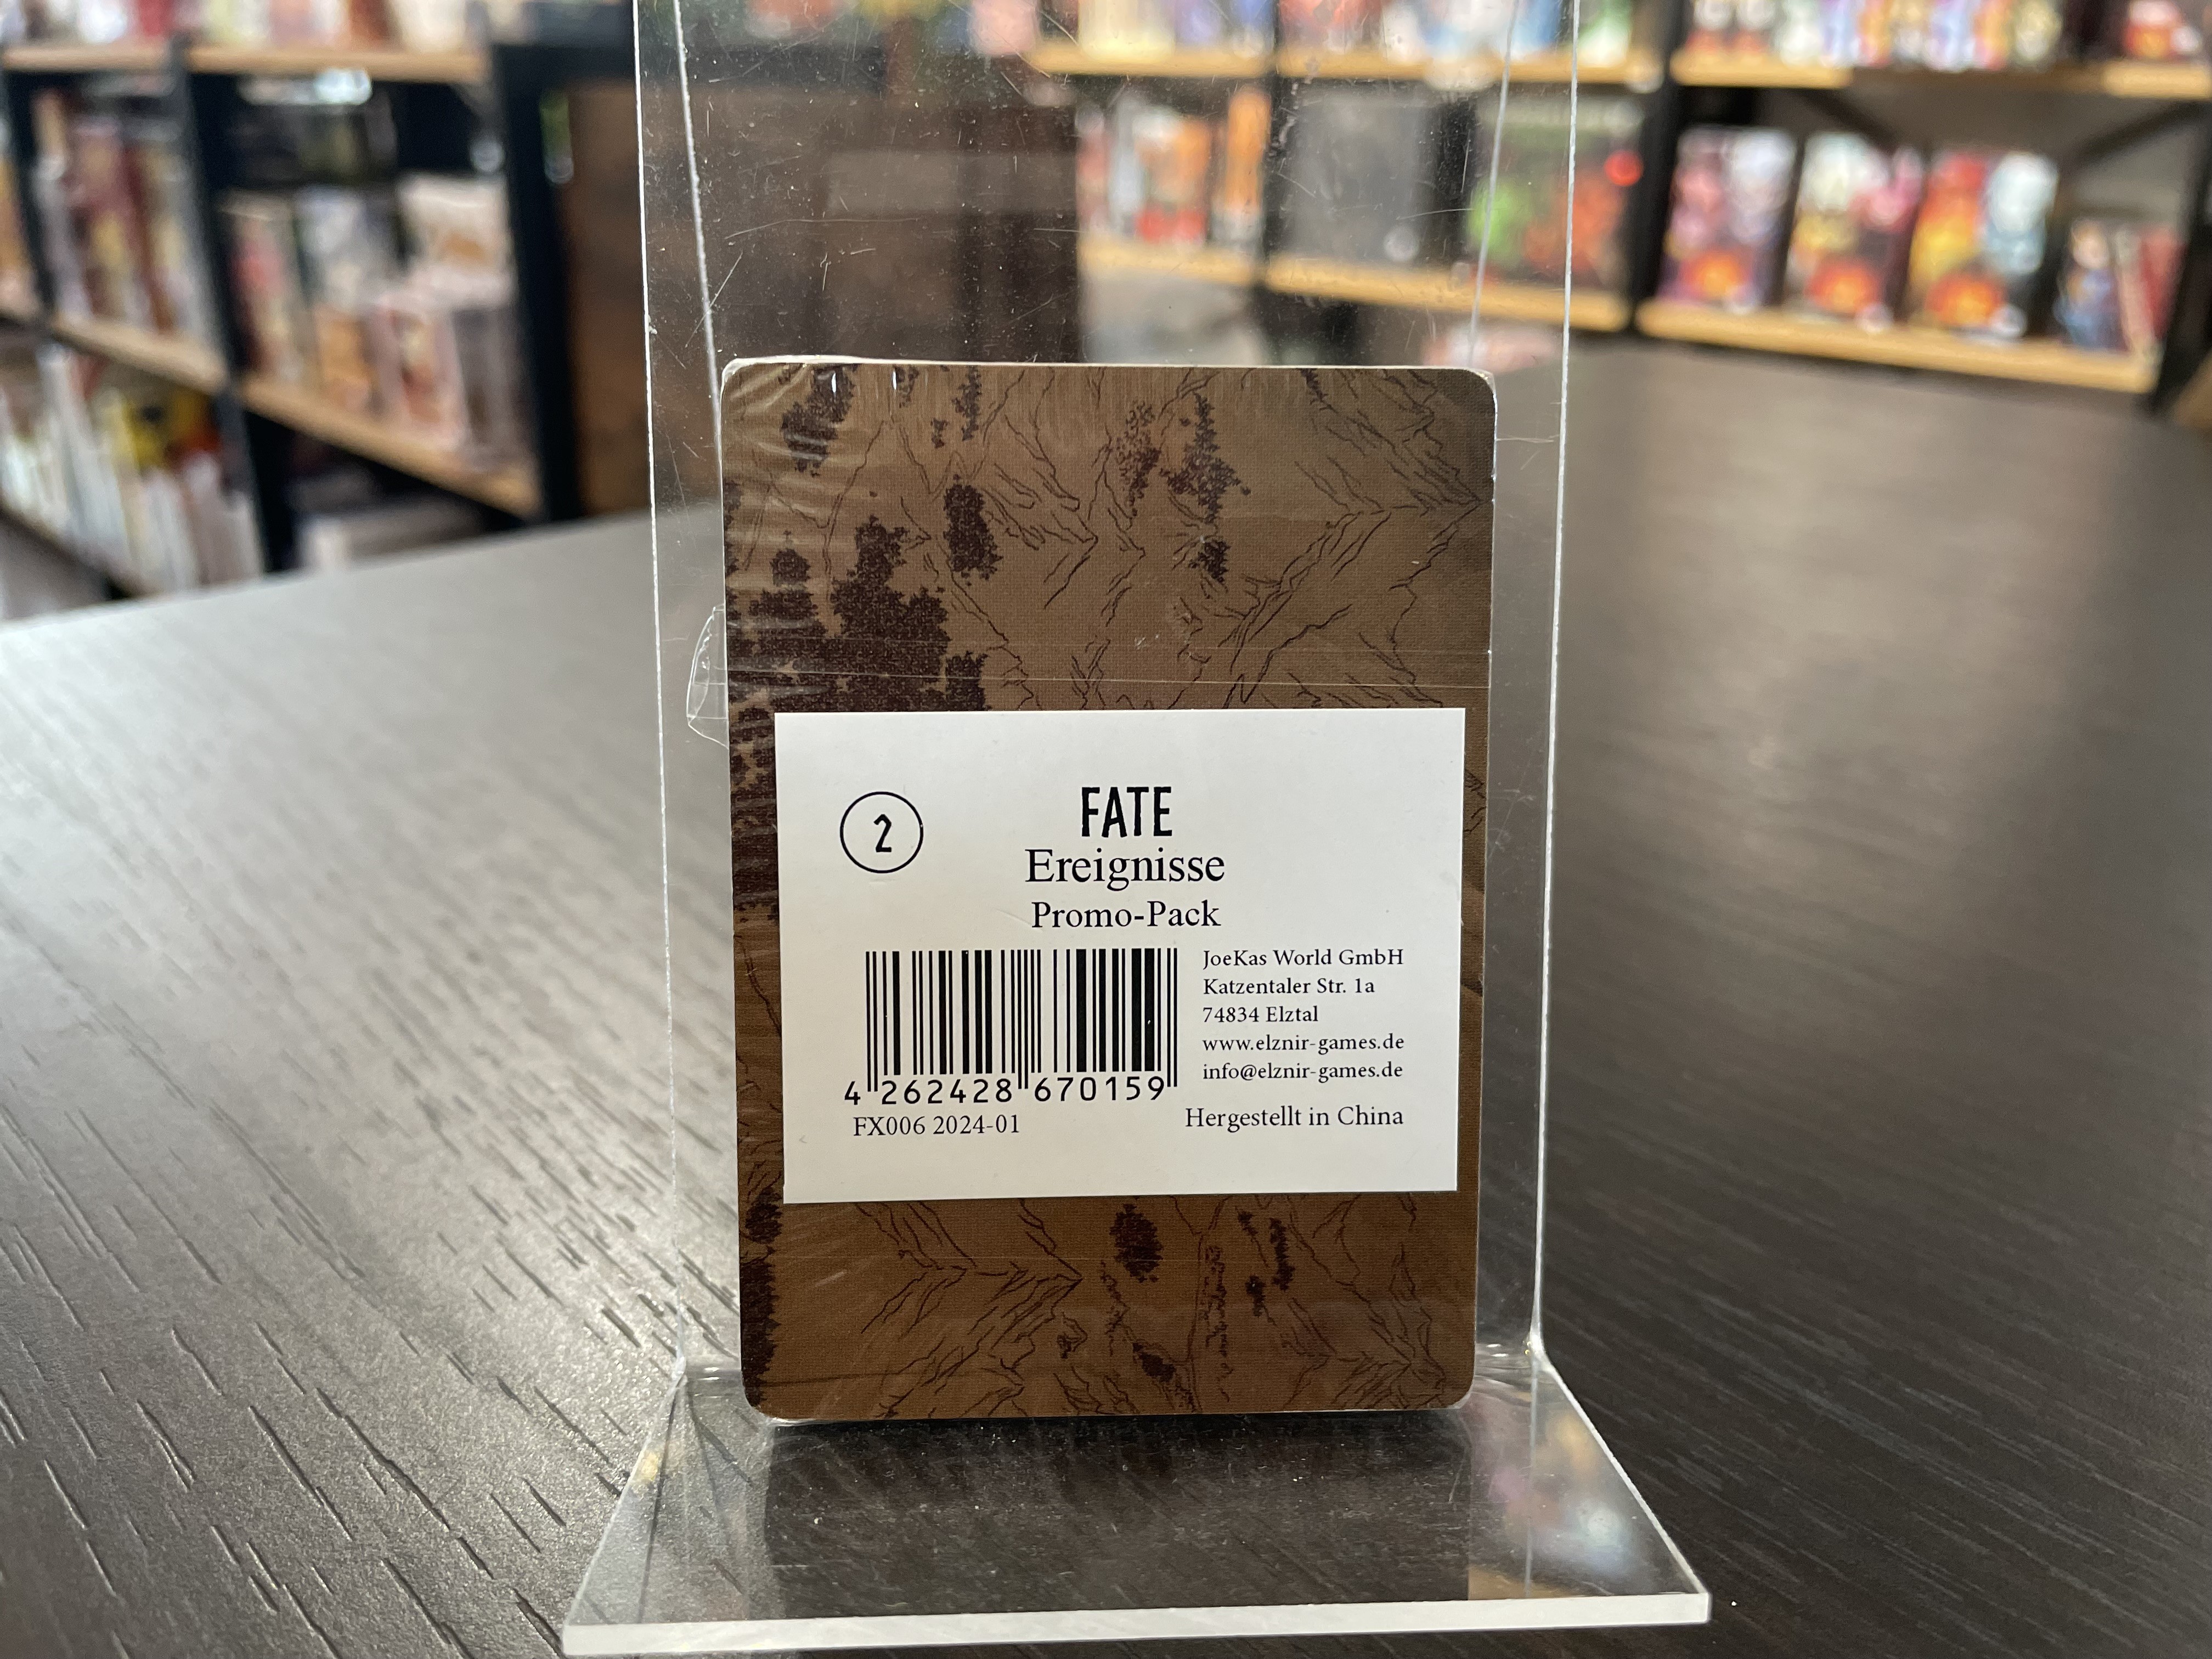 2
FATE
Ereignisse
Promo-Pack
JoeKas World GmbH
Katzentaler Str. 1a
74834 Elztal
www.elznir-games.de
info@elznir-games.de
4 262428 670159
FX006 2024-01
Hergestellt in China